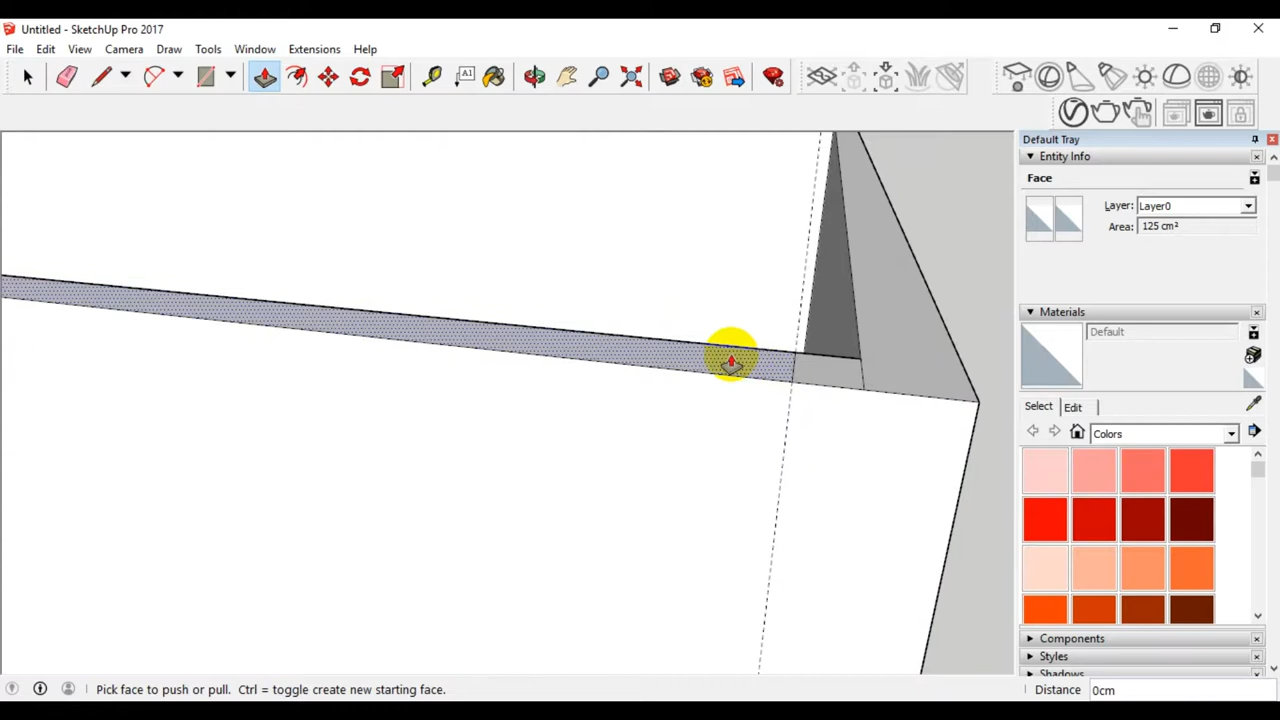 Untitled - SketchUp Pro 2017
File Edit View Camera Draw Tools Window Extensions Help
A1
Default Tray
Entity Info
Face
Layer: Layer0
Area: 125 cm²
Materials
Default
Select Edit
Colors
Components
Styles
Shadows
Pick face to push or pull. Ctrl = toggle create new starting face.
Distance 0cm